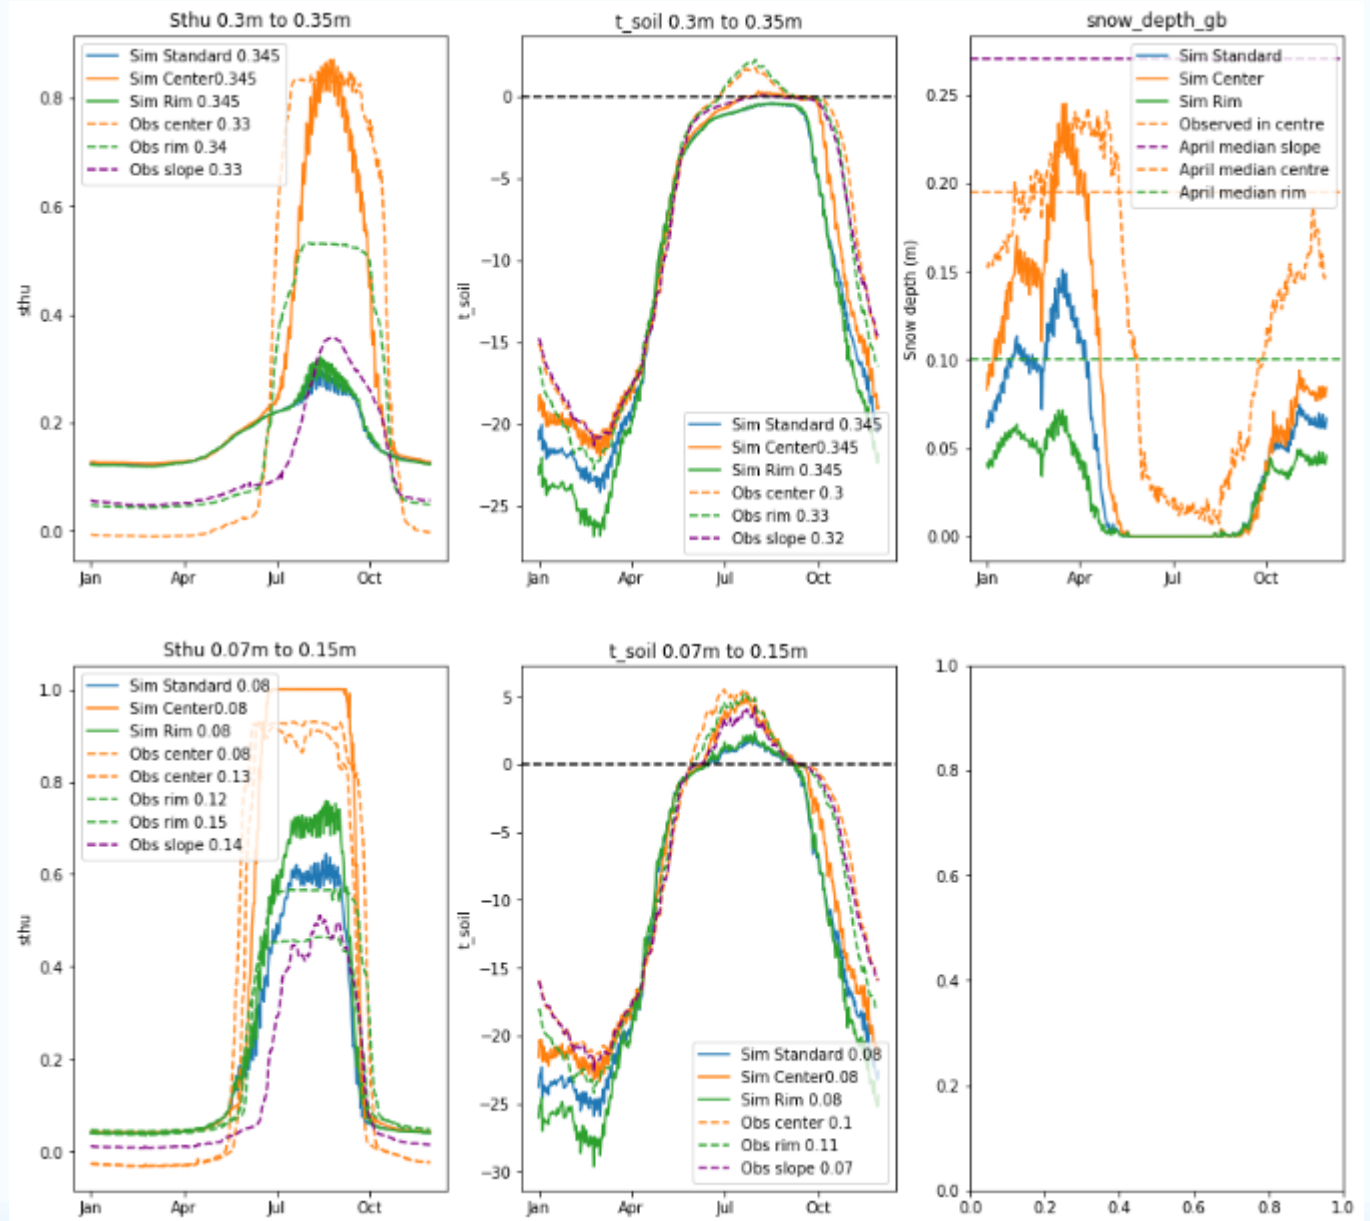 Sthu 0.3m to 0.35m
Sim Standard 0.345
Sim Center0.345
Sim Rim 0.345
Obs center 0.33
Obs rim 0.34
Obs slope 0.33
0.8
0.6
0.4
0.2
0.0
sthu
Jan
Apr
Jul
Oct
t_soil 0.3m to 0.35m
0
−5
−10
−15
−20
−25
t_soil
Sim Standard 0.345
Sim Center0.345
Sim Rim 0.345
Obs center 0.3
Obs rim 0.33
Obs slope 0.32
Jan
Apr
Jul
Oct
snow_depth_gb
Sim Standard
Sim Center
Sim Rim
Observed in centre
April median slope
April median centre
April median rim
0.25
0.20
0.15
0.10
0.05
0.00
Snow depth (m)
Jan
Apr
Jul
Oct
Sthu 0.07m to 0.15m
Sim Standard 0.08
Sim Center0.08
Sim Rim 0.08
Obs center 0.08
Obs center 0.13
Obs rim 0.12
Obs rim 0.15
Obs slope 0.14
1.0
0.8
0.6
0.4
0.2
0.0
sthu
Jan
Apr
Jul
Oct
t_soil 0.07m to 0.15m
5
0
−5
−10
−15
−20
−25
−30
t_soil
Sim Standard 0.08
Sim Center0.08
Sim Rim 0.08
Obs center 0.1
Obs rim 0.11
Obs slope 0.07
Jan
Apr
Jul
Oct
1.0
0.8
0.6
0.4
0.2
0.0
0.0
0.2
0.4
0.6
0.8
1.0